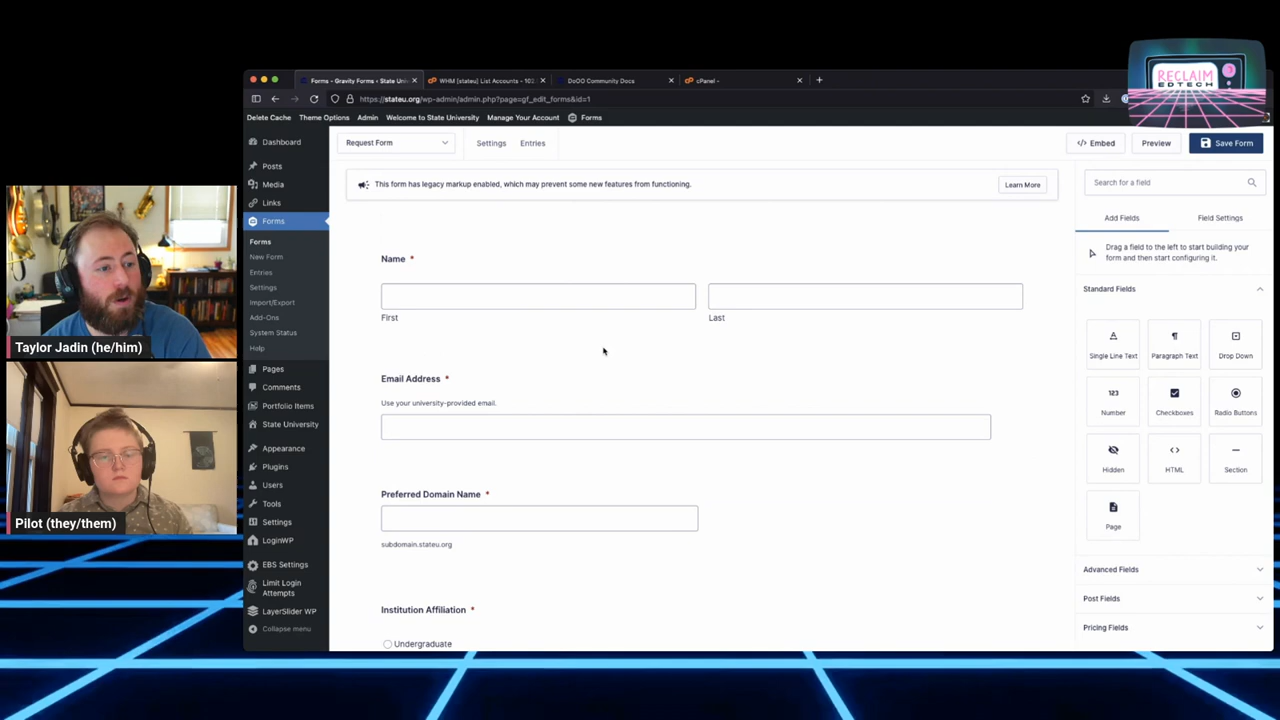 RECLAIM
EDTECH
Forms ‹ Gravity Forms ‹ State Uni
WHM [stateu] List Accounts - 102.
DoOO Community Docs
cPanel -
https://stateu.org/wp-admin/admin.php?page=gf_edit_forms&id=1
Delete Cache
Theme Options
Admin
Welcome to State University
Manage Your Account
Forms
Dashboard
Posts
Media
Links
Forms
Forms
New Form
Entries
Settings
Import/Export
Add-Ons
System Status
Help
Pages
Comments
Portfolio Items
State University
Appearance
Plugins
Users
Tools
Settings
LoginWP
EBS Settings
Limit Login
Attempts
LayerSlider WP
Collapse menu
Request Form
Settings
Entries
Embed
Preview
Save Form
This form has legacy markup enabled, which may prevent some new features from functioning.
Learn More
Name *
First
Last
Email Address *
Use your university-provided email.
Preferred Domain Name *
subdomain.stateu.org
Institution Affiliation *
Undergraduate
Search for a field
Add Fields
Field Settings
Drag a field to the left to start building your
form and then start configuring it.
Standard Fields
Single Line Text
Paragraph Text
Drop Down
123
Number
Checkboxes
Radio Buttons
Hidden
HTML
Section
Page
Advanced Fields
Post Fields
Pricing Fields
Taylor Jadin (he/him)
Pilot (they/them)